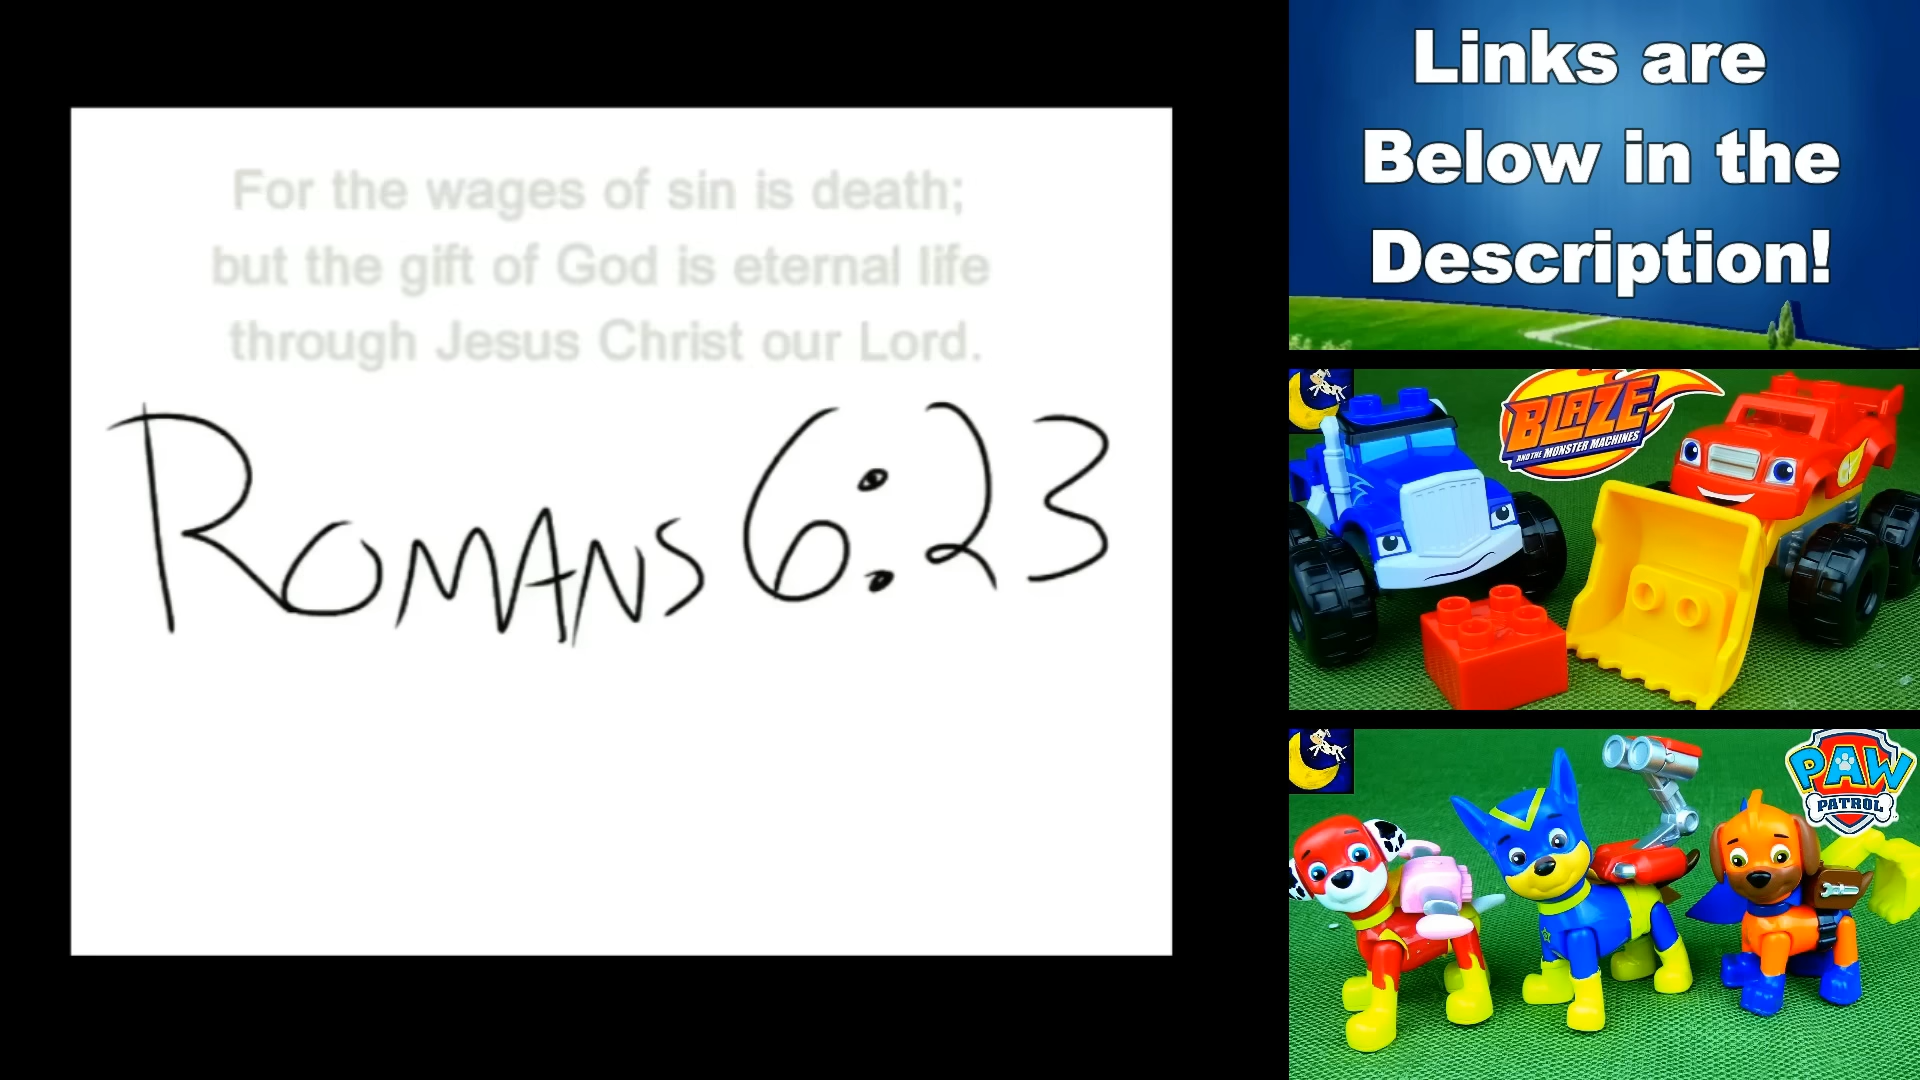 For the wages of sin is death;
but the gift of God is eternal life
through Jesus Christ our Lord.
ROMANS 6:23
Links are
Below in the
Description!
BLAZE
AND THE MONSTER MACHINES
PAW
PATROL